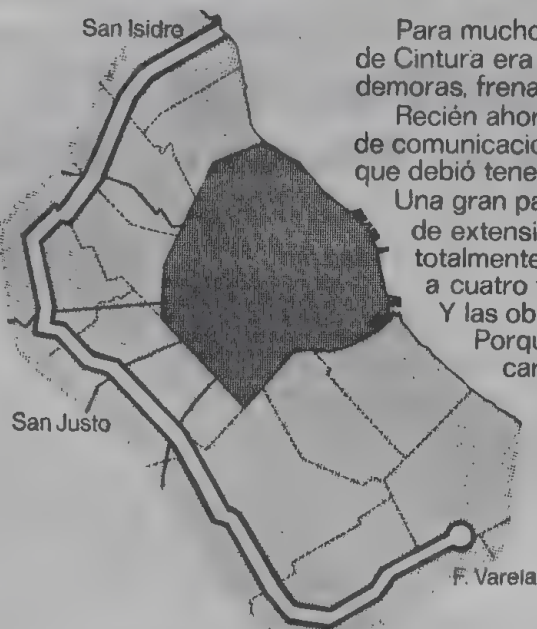 San Isidro
Para mucho
de Cintura era
demoras, frena
Recién ahor
de comunicacio
que debió tene
Una gran pa
de extensi
totalmente
a cuatro
Y las ob
Porqu
car
San Justo
F. Varela